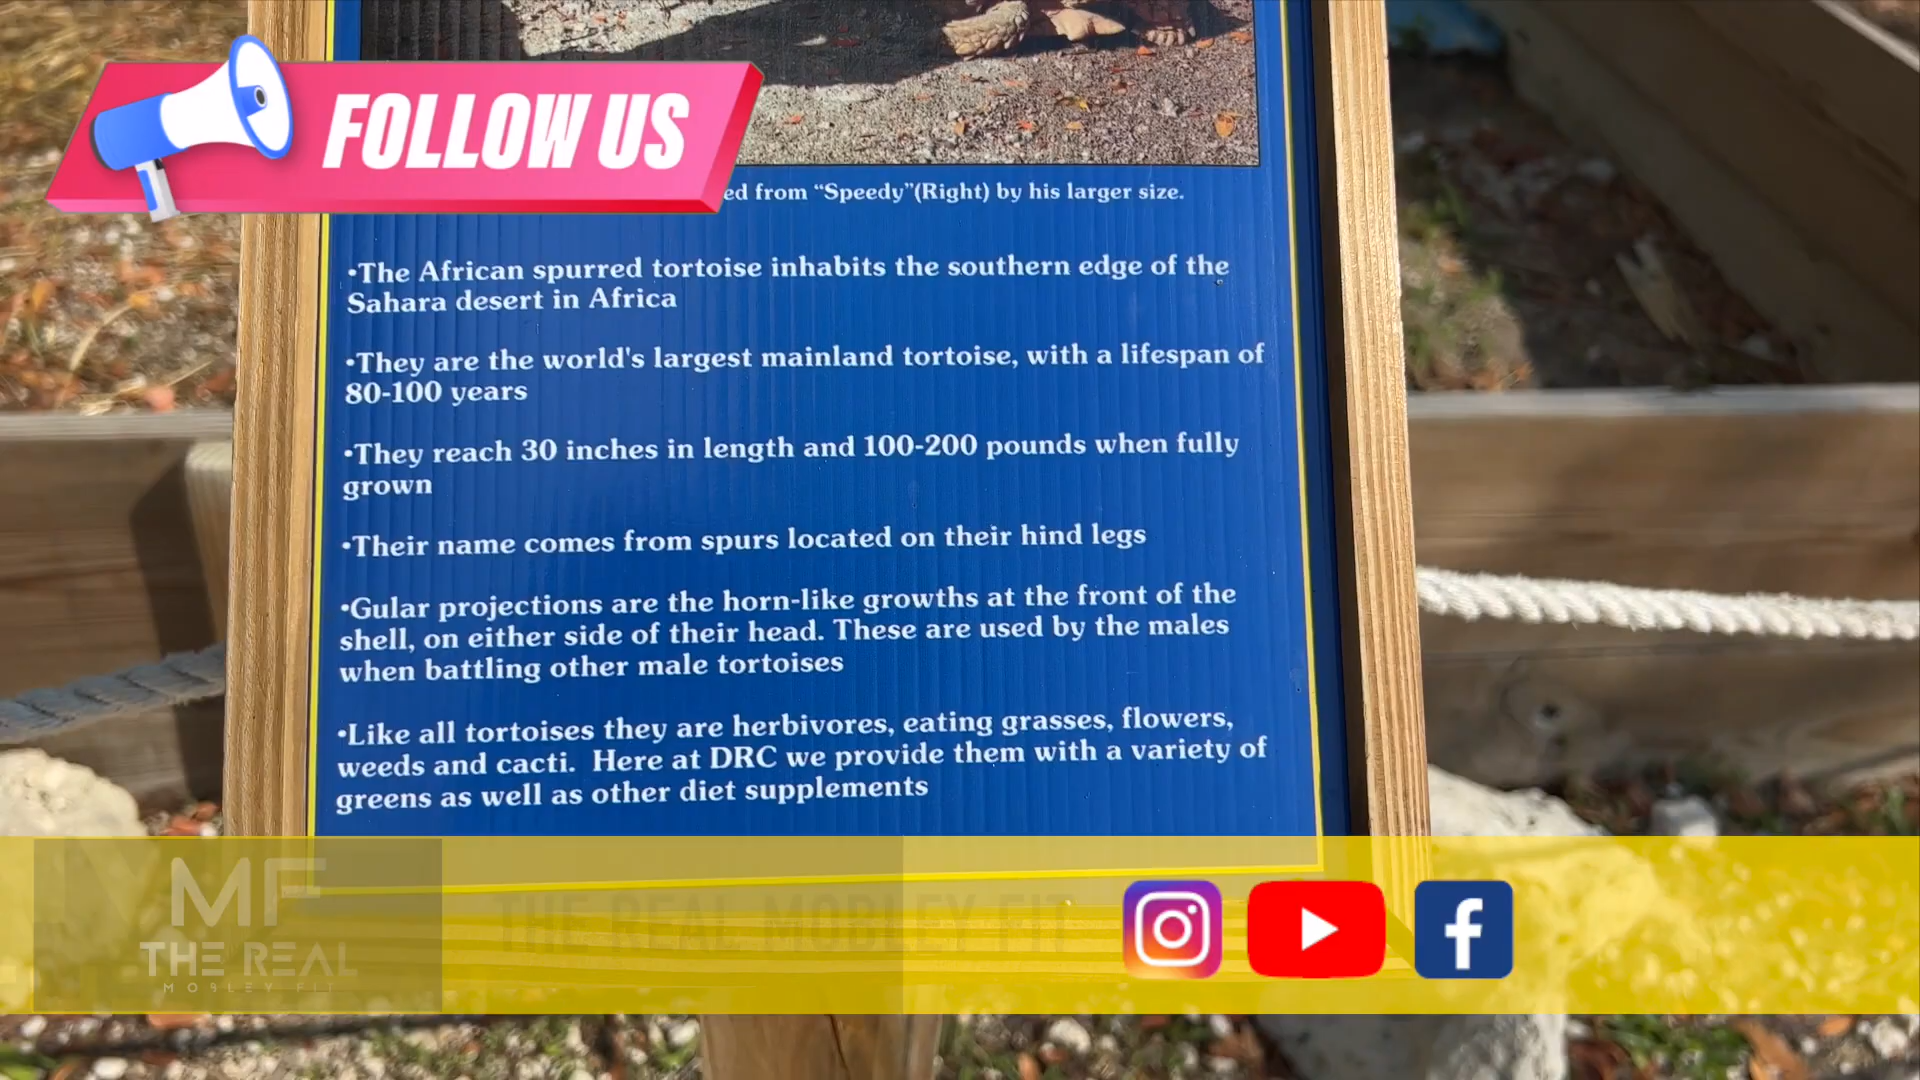 FOLLOW US
ed from “Speedy”(Right) by his larger size.
•The African spurred tortoise inhabits the southern edge of the
Sahara desert in Africa
•They are the world's largest mainland tortoise, with a lifespan of
80-100 years
•They reach 30 inches in length and 100-200 pounds when fully
grown
•Their name comes from spurs located on their hind legs
•Gular projections are the horn-like growths at the front of the
shell, on either side of their head. These are used by the males
when battling other male tortoises
•Like all tortoises they are herbivores, eating grasses, flowers,
weeds and cacti. Here at DRC we provide them with a variety of
greens as well as other diet supplements
MF
THE REAL
MOBLEY FIT
THE REAL MOBLEY FIT